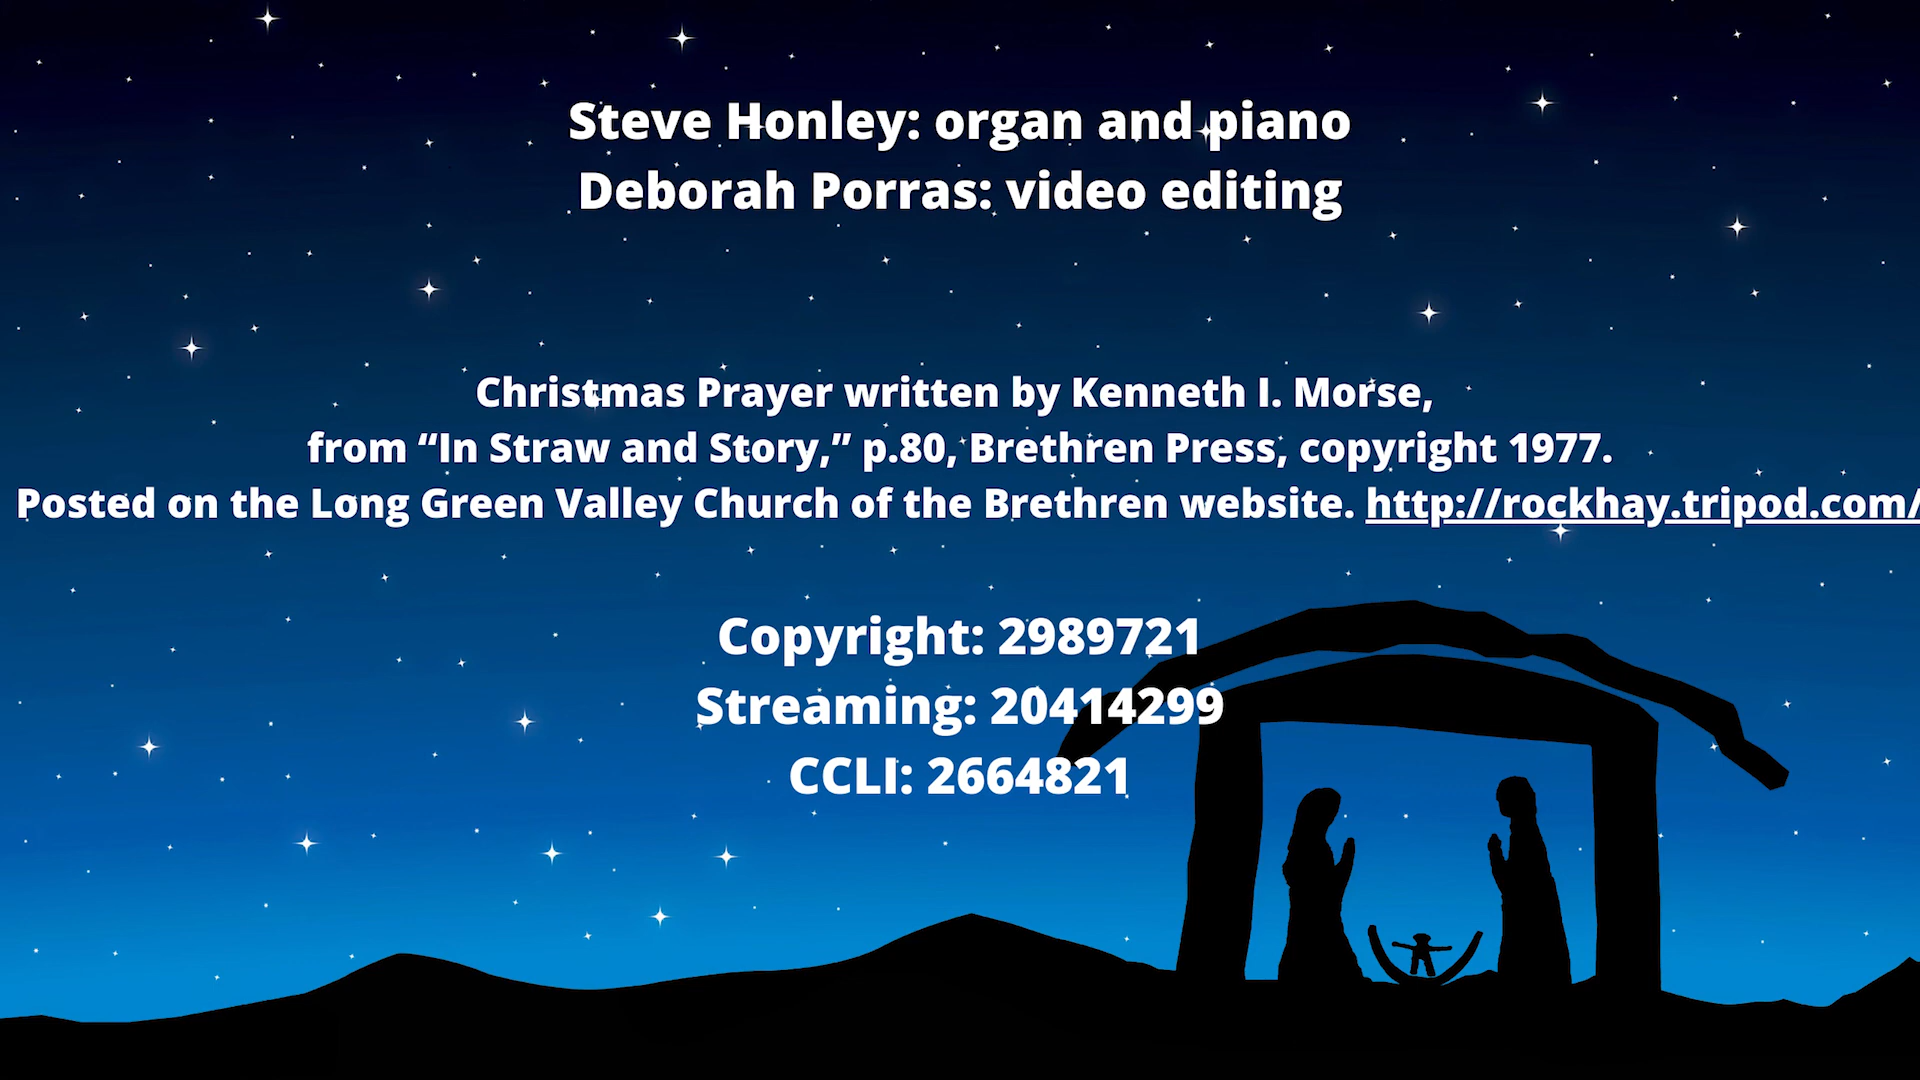 Steve Honley: organ and piano
Deborah Porras: video editing
Christmas Prayer written by Kenneth I. Morse,
from “In Straw and Story,” p.80, Brethren Press, copyright 1977.
Posted on the Long Green Valley Church of the Brethren website. http://rockhay.tripod.com/
Copyright: 2989721
Streaming: 20414299
CCLI: 2664821